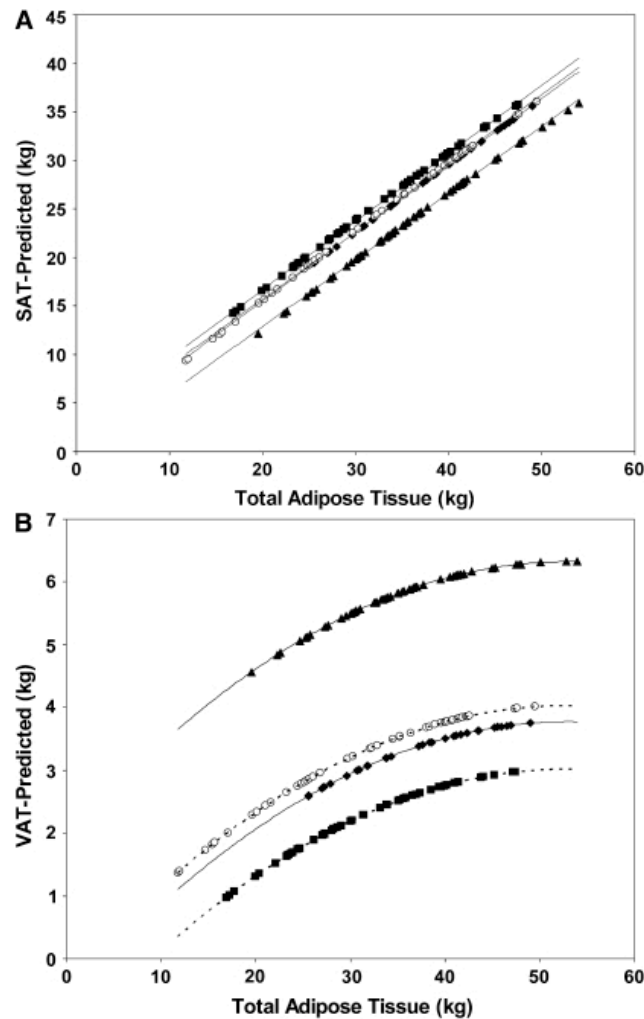 A
45
40
35
30
25
20
15
10
5
0
SAT-Predicted (kg)
0 10 20 30 40 50 60
Total Adipose Tissue (kg)
B
7
6
5
4
3
2
1
0
VAT-Predicted (kg)
0 10 20 30 40 50 60
Total Adipose Tissue (kg)